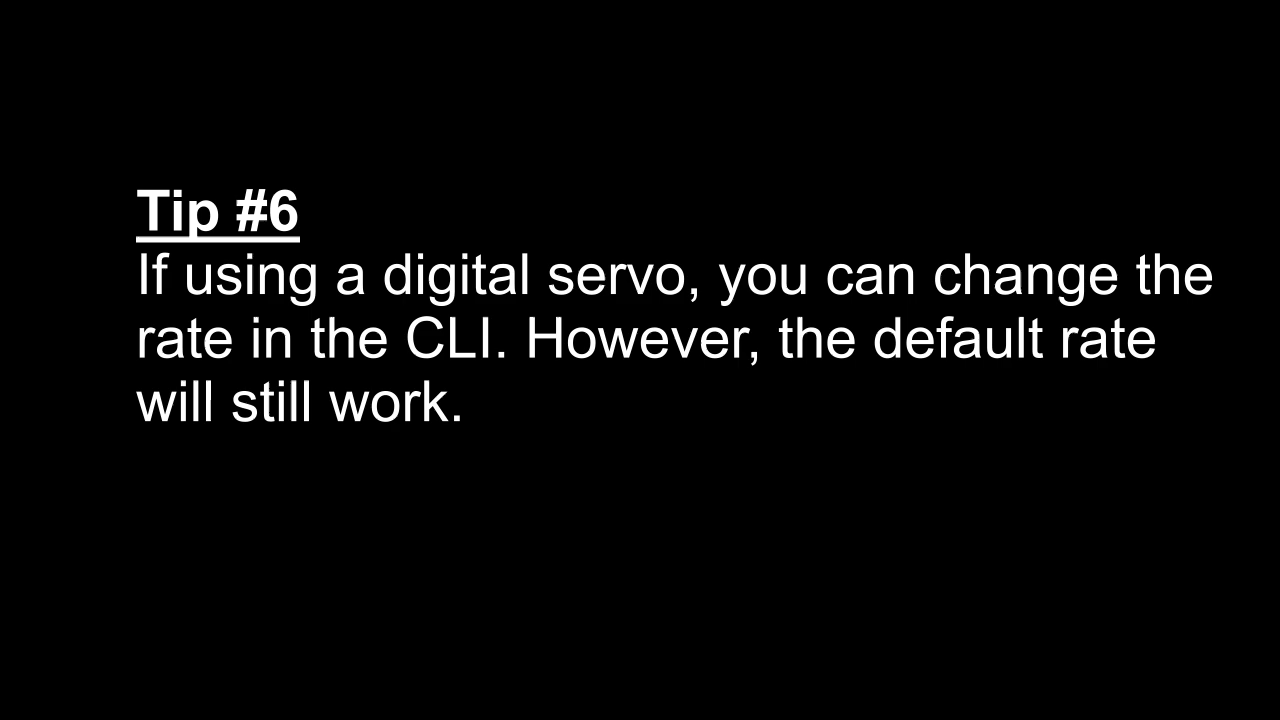 Tip #6
If using a digital servo, you can change the
rate in the CLI. However, the default rate
will still work.